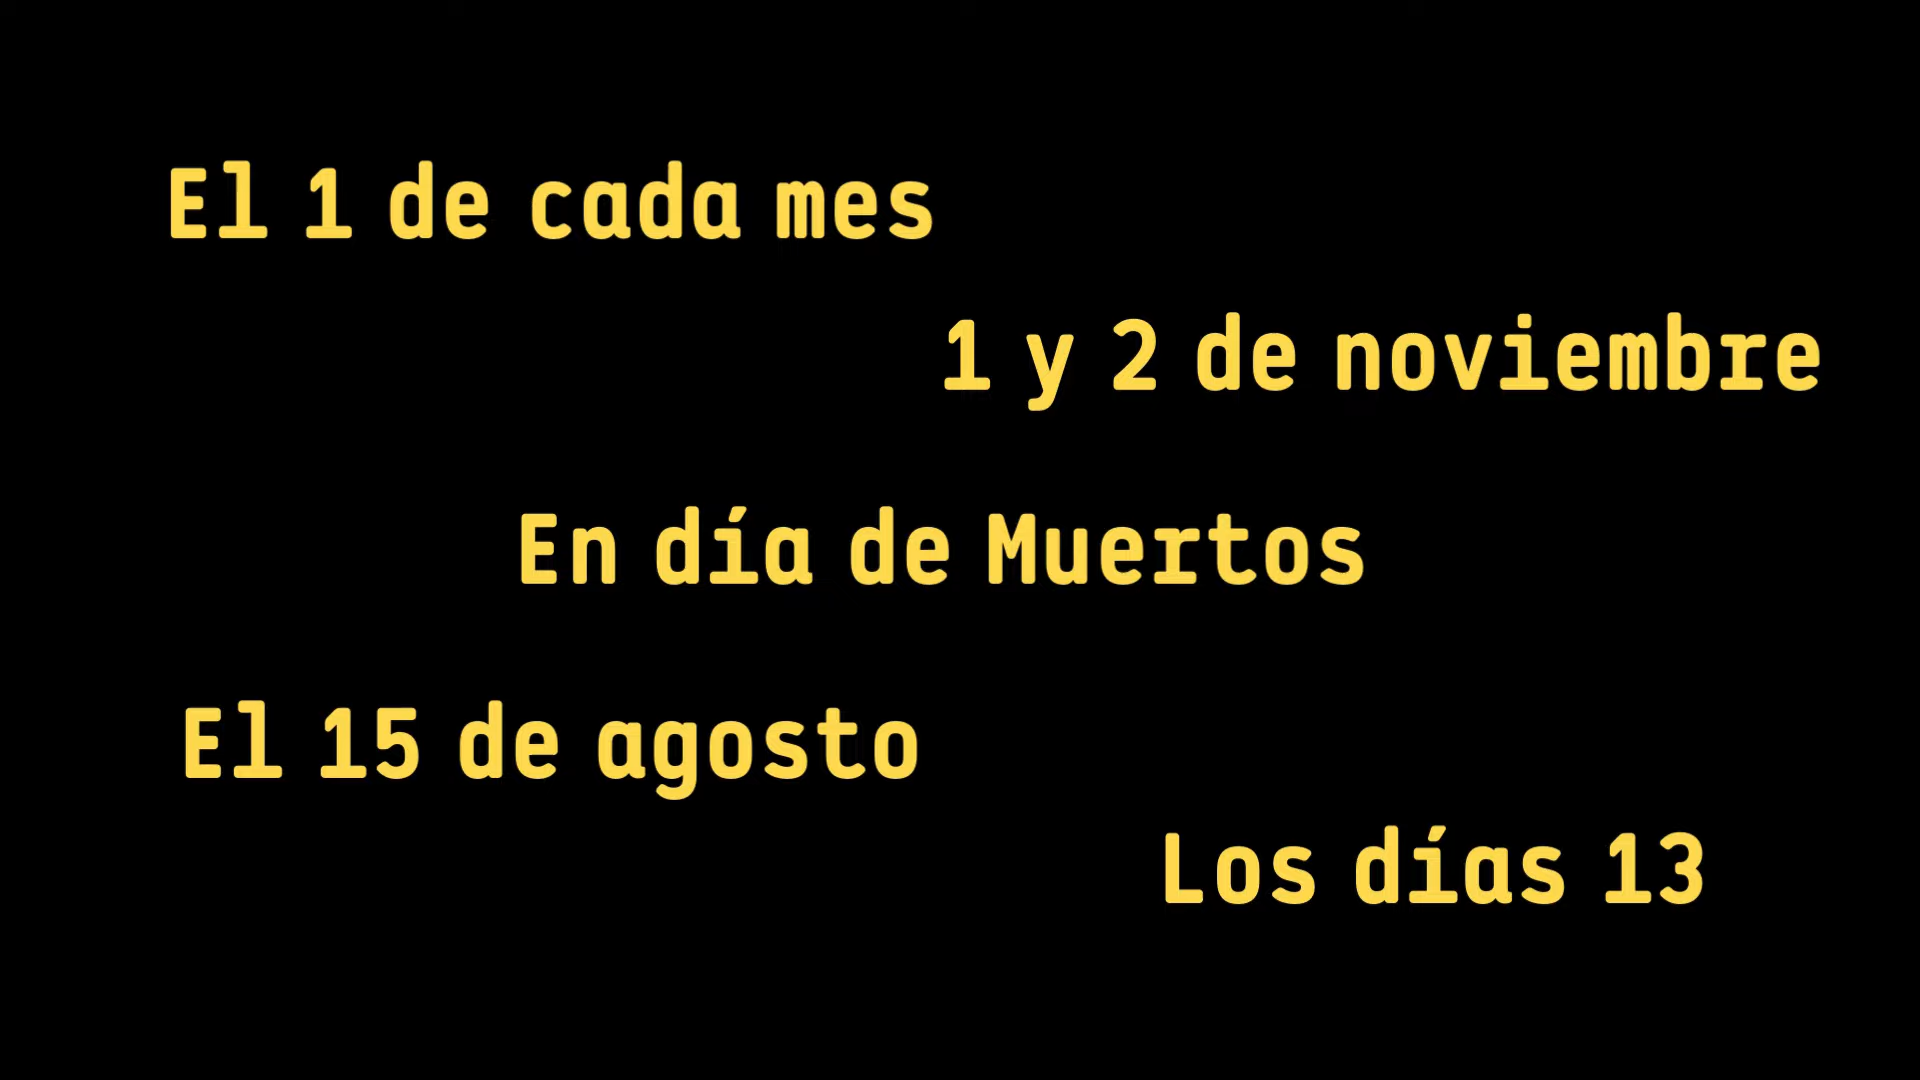 El 1 de cada mes
1 y 2 de noviembre
En día de Muertos
El 15 de agosto
Los días 13